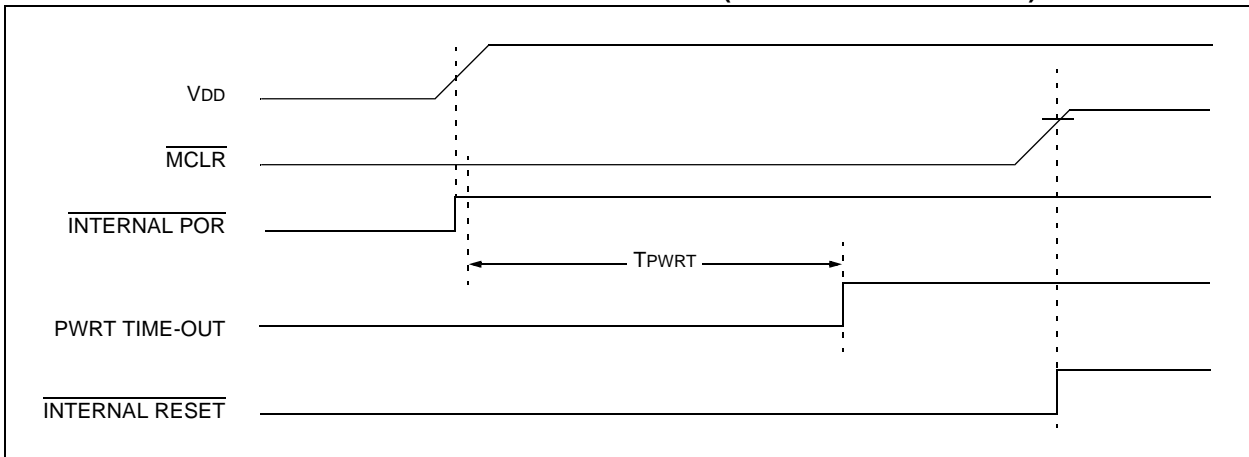 VDD
MCLR
INTERNAL POR
TPWRT
PWRT TIME-OUT
INTERNAL RESET